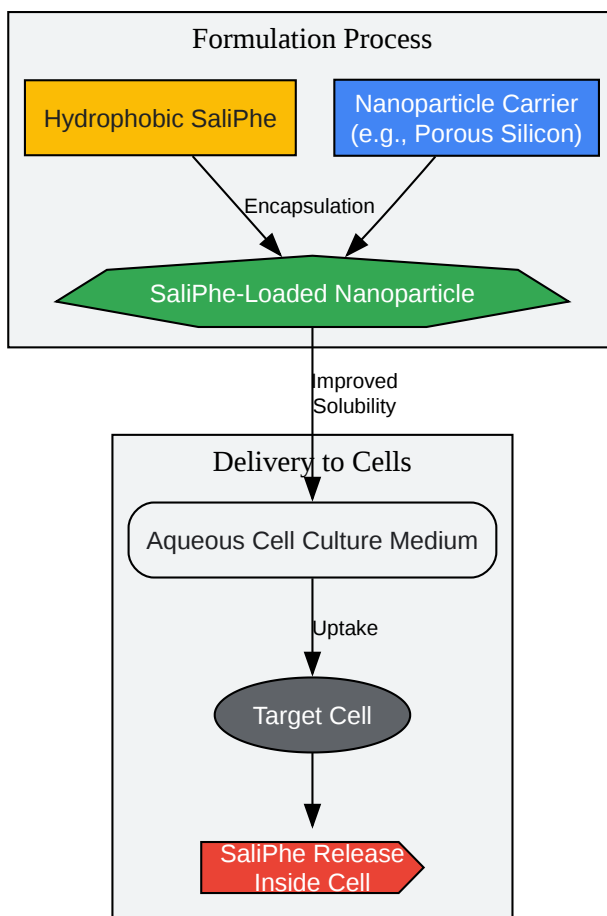 Formulation Process
Hydrophobic SaliPhe
Nanoparticle Carrier
(e.g., Porous Silicon)
Encapsulation
SaliPhe-Loaded Nanoparticle
Improved
Solubility
Delivery to Cells
Aqueous Cell Culture Medium
Uptake
Target Cell
SaliPhe Release
Inside Cell